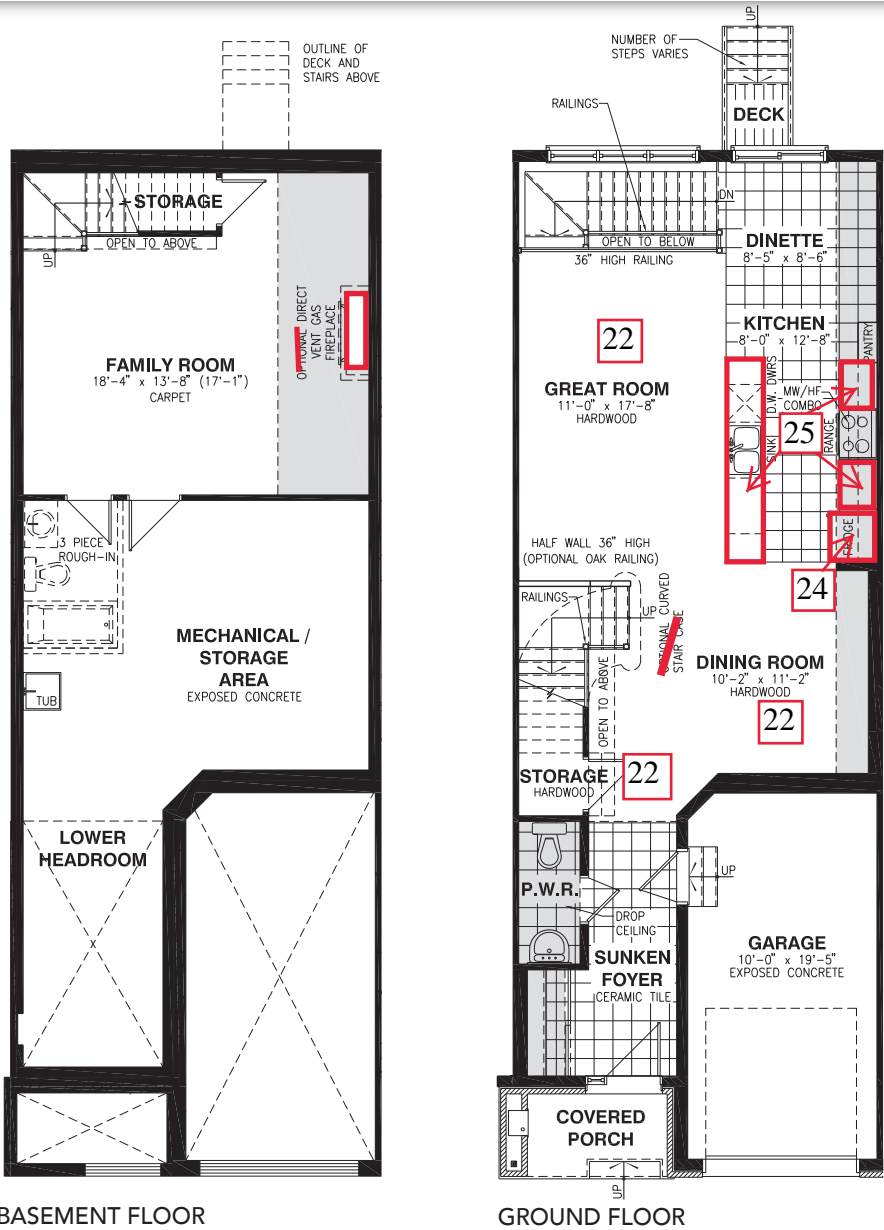 OUTLINE OF
DECK AND
STAIRS ABOVE
STORAGE
OPEN TO ABOVE
UP
OPTIONAL DIRECT
VENT GAS
FIREPLACE
FAMILY ROOM
18'-4" x 13'-8" (17'-1")
CARPET
3 PIECE
ROUGH-IN
MECHANICAL /
STORAGE
AREA
EXPOSED CONCRETE
TUB
LOWER
HEADROOM
BASEMENT FLOOR
UP
NUMBER OF
STEPS VARIES
RAILINGS
DECK
DN
OPEN TO BELOW
36" HIGH RAILING
DINETTE
8'-5" x 8'-6"
KITCHEN
8'-0" x 12'-8"
PANTRY
22
GREAT ROOM
11'-0" x 17'-8"
HARDWOOD
D.W. DWRS
MW/HF
COMBO
25
SINK
RANGE
FRIDGE
24
HALF WALL 36" HIGH
(OPTIONAL OAK RAILING)
RAILINGS
UP
OPTIONAL CURVED
STAIR CASE
DINING ROOM
10'-2" x 11'-2"
HARDWOOD
22
OPEN TO ABOVE
STORAGE
HARDWOOD
22
P.W.R.
DROP
CEILING
UP
SUNKEN
FOYER
CERAMIC TILE
GARAGE
10'-0" x 19'-5"
EXPOSED CONCRETE
COVERED
PORCH
UP
GROUND FLOOR